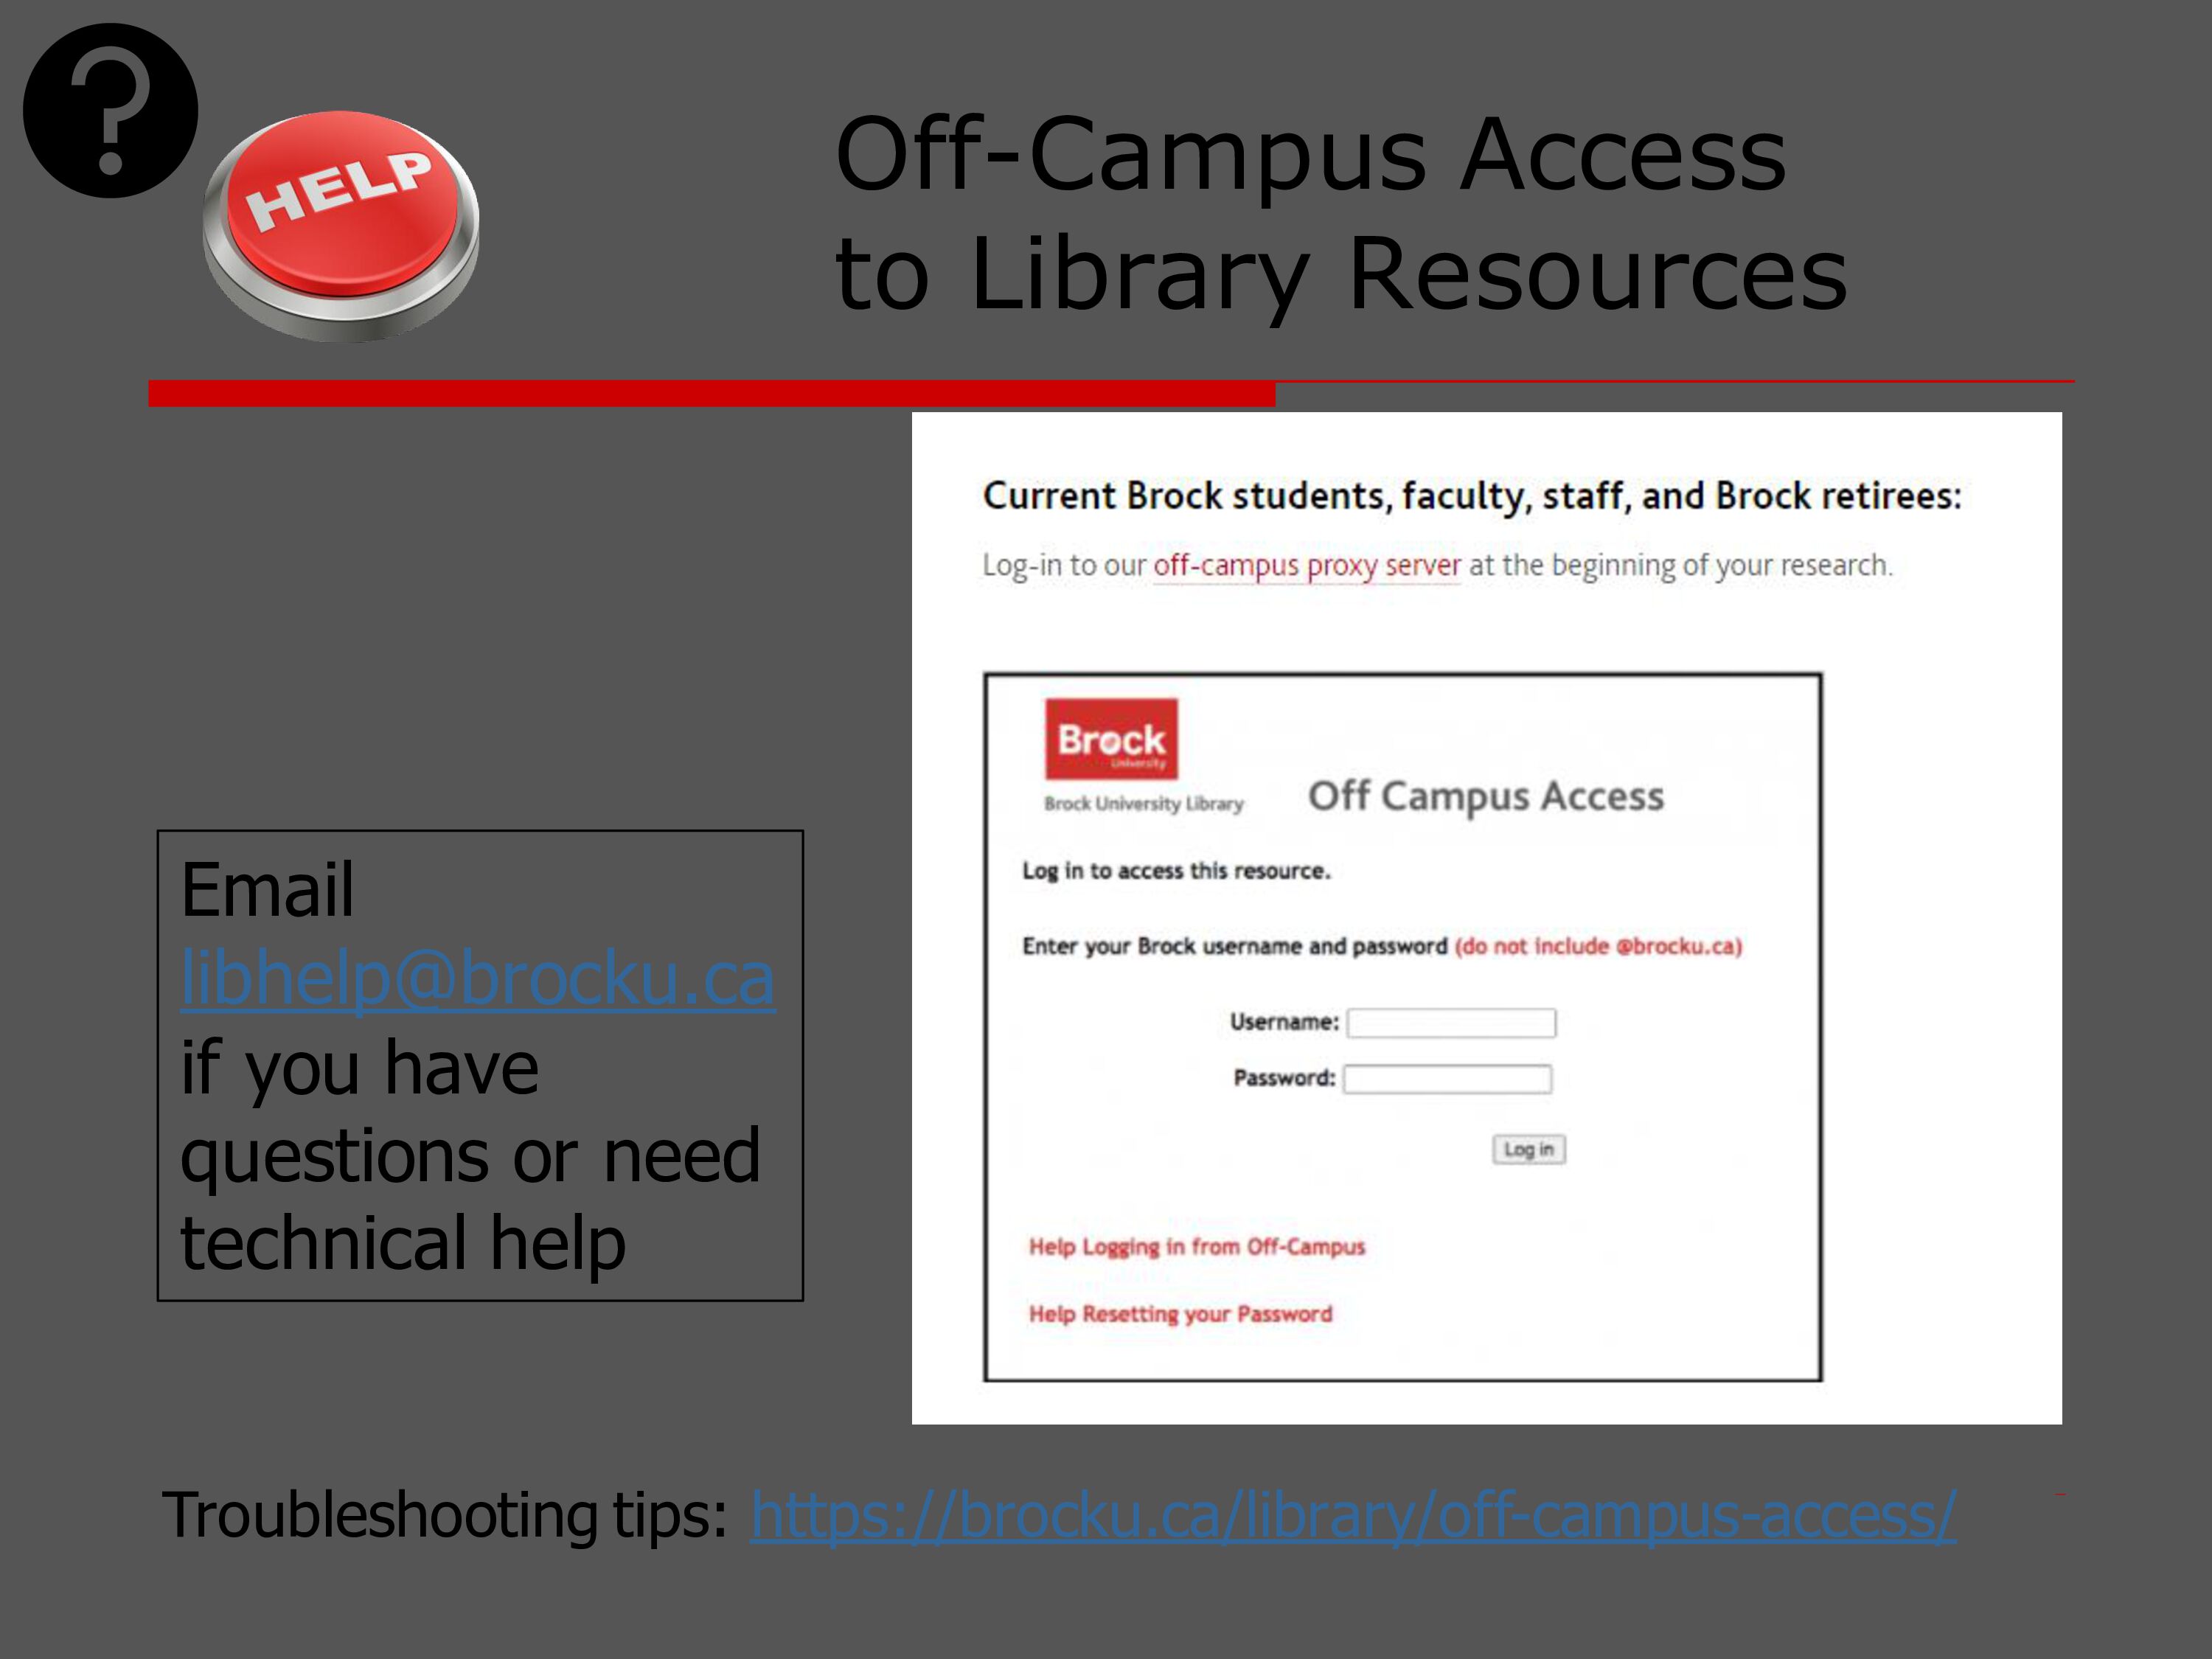 ?
HELP
Off-Campus Access
to Library Resources
Current Brock students, faculty, staff, and Brock retirees:
Log-in to our off-campus proxy server at the beginning of your research.
Brock
University
Brock University Library
Off Campus Access
Log in to access this resource.
Enter your Brock username and password (do not include @brocku.ca)
Username:
Password:
Log in
Help Logging in from Off-Campus
Help Resetting your Password
Email
libhelp@brocku.ca
if you have
questions or need
technical help
Troubleshooting tips: https://brocku.ca/library/off-campus-access/